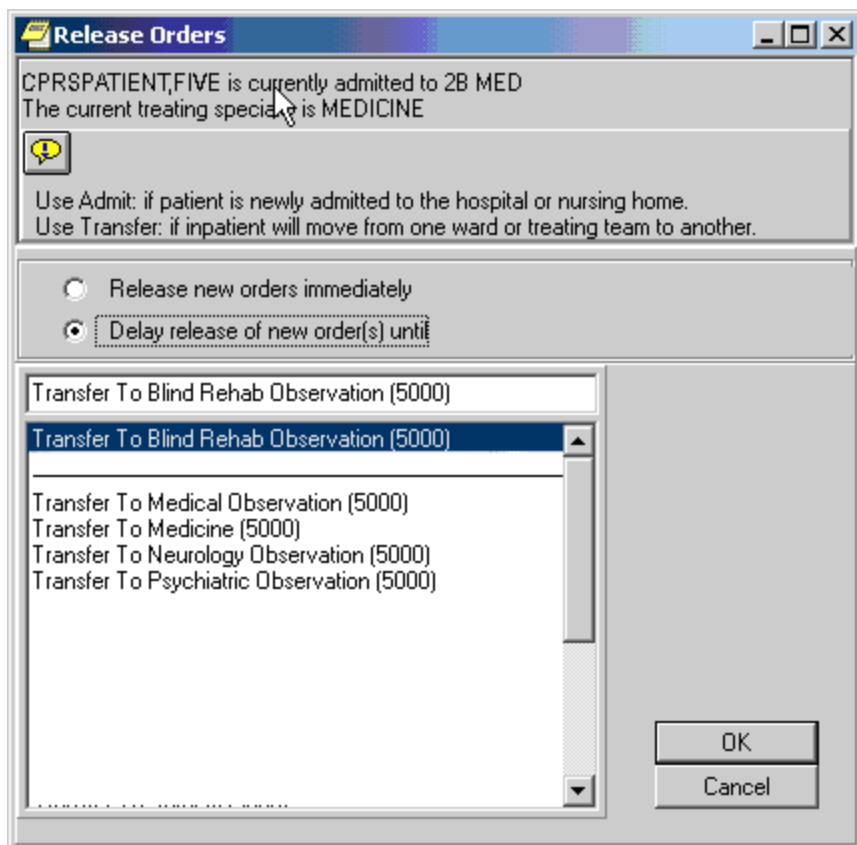 Release Orders
CPRSPATIENT,FIVE is currently admitted to 2B MED
The current treating specialty is MEDICINE
Use Admit: if patient is newly admitted to the hospital or nursing home.
Use Transfer: if inpatient will move from one ward or treating team to another.
Release new orders immediately
Delay release of new order(s) until
Transfer To Blind Rehab Observation (5000)
Transfer To Blind Rehab Observation (5000)
Transfer To Medical Observation (5000)
Transfer To Medicine (5000)
Transfer To Neurology Observation (5000)
Transfer To Psychiatric Observation (5000)
OK
Cancel